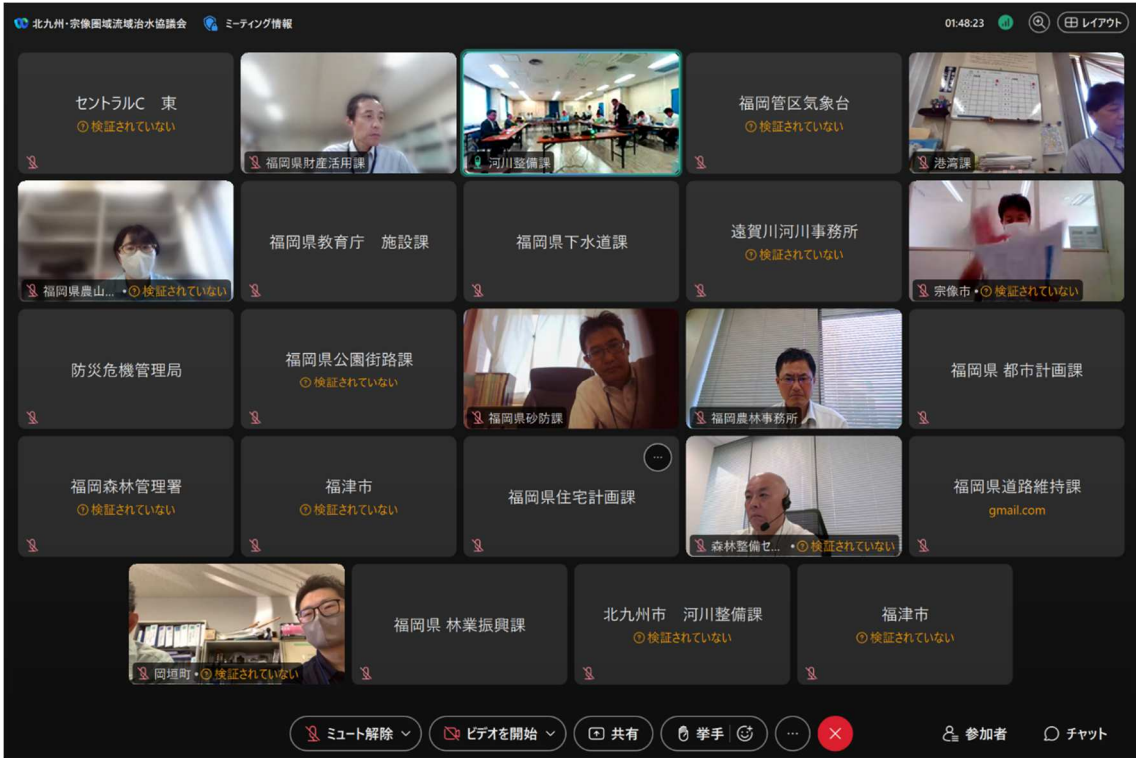 北九州・宗像圏域流域治水協議会 ミーティング情報 01:48:23 レイアウト
セントラルC 東
検証されていない
福岡県財産活用課
河川整備課
福岡管区気象台
検証されていない
港湾課
福岡県農山... •検証されていない
福岡県教育庁 施設課
福岡県下水道課
遠賀川河川事務所
検証されていない
宗像市 •検証されていない
防災危機管理局
福岡県公園街路課
検証されていない
福岡県砂防課
福岡農林事務所
福岡県 都市計画課
福岡森林管理署
検証されていない
福津市
検証されていない
福岡県住宅計画課
森林整備セ... •検証されていない
福岡県道路維持課
gmail.com
岡垣町 •検証されていない
福岡県 林業振興課
北九州市 河川整備課
検証されていない
福津市
検証されていない
ミュート解除 ビデオを開始 共有 挙手 参加者 チャット